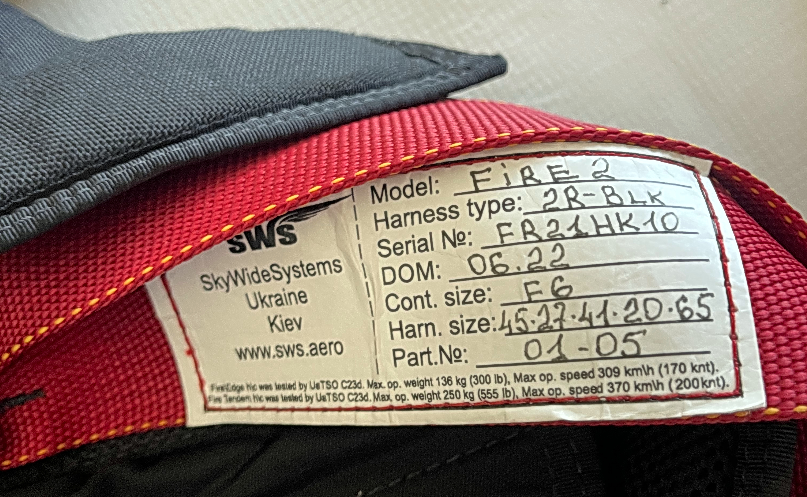 sws
SkyWideSystems
Ukraine
Kiev
www.sws.aero
Model: FiRE 2
Harness type: 2R-BLK
Serial №: FR21HK10
DOM: 06.22
Cont. size: F6
Harn. size: 45.27.41.20.65
Part.No: 01-05
Fire/Edge h/c was tested by UaTSO C23d. Max. op. weight 136 kg (300 lb), Max op. speed 309 km\h (170 knt).
Fire Tandem h/c was tested by UaTSO C23d. Max. op. weight 250 kg (555 lb), Max op. speed 370 km\h (200knt).